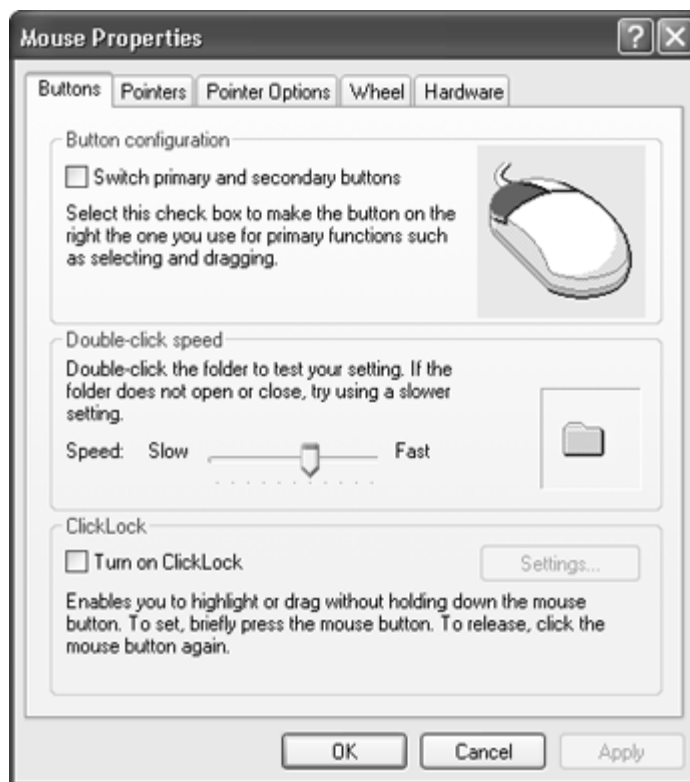 Mouse Properties
Buttons Pointers Pointer Options Wheel Hardware
Button configuration
Switch primary and secondary buttons
Select this check box to make the button on the
right the one you use for primary functions such
as selecting and dragging.
Double-click speed
Double-click the folder to test your setting. If the
folder does not open or close, try using a slower
setting.
Speed: Slow Fast
ClickLock
Turn on ClickLock Settings...
Enables you to highlight or drag without holding down the mouse
button. To set, briefly press the mouse button. To release, click the
mouse button again.
OK Cancel Apply